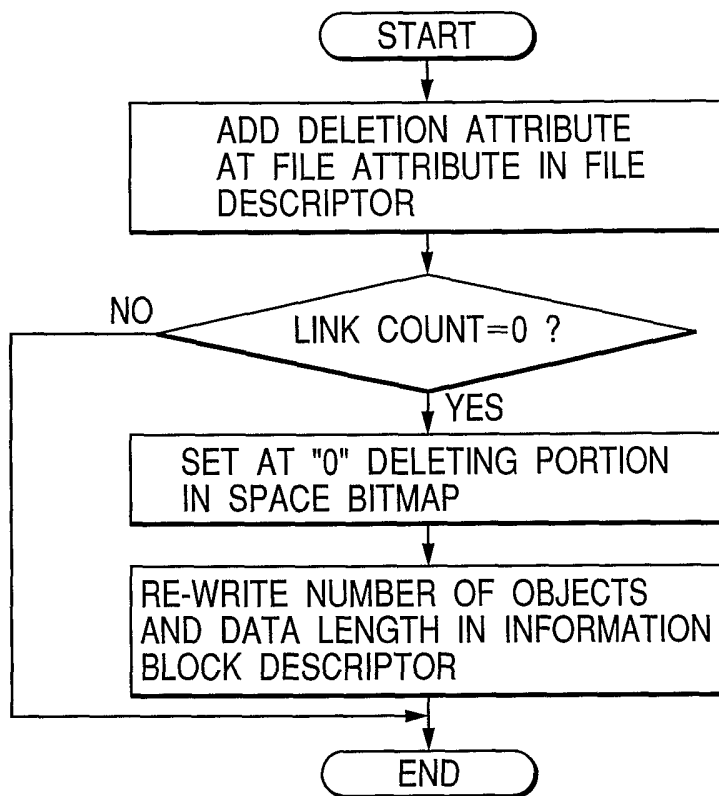 START
ADD DELETION ATTRIBUTE
AT FILE ATTRIBUTE IN FILE
DESCRIPTOR
NO
LINK COUNT=0 ?
YES
SET AT "0" DELETING PORTION
IN SPACE BITMAP
RE-WRITE NUMBER OF OBJECTS
AND DATA LENGTH IN INFORMATION
BLOCK DESCRIPTOR
END